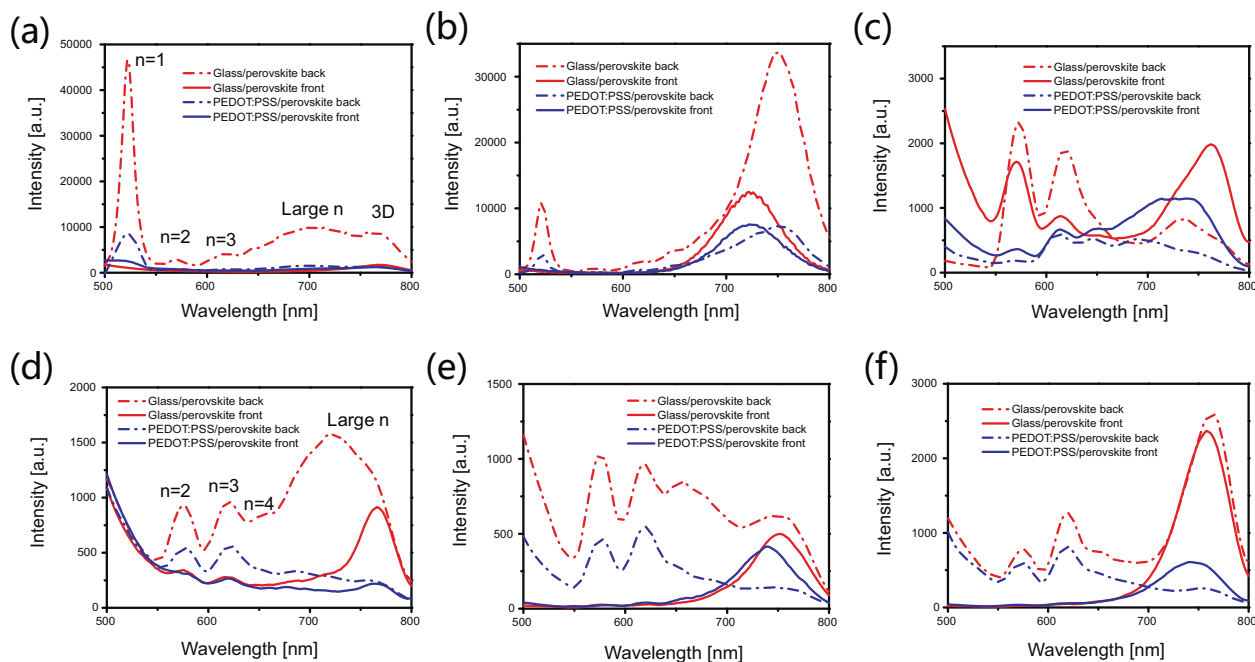 (a)
50000
40000
30000
20000
10000
0
500
600
700
800
Intensity [a.u.]
Wavelength [nm]
n=1
n=2
n=3
Large n
3D
Glass/perovskite back
Glass/perovskite front
PEDOT:PSS/perovskite back
PEDOT:PSS/perovskite front
(b)
30000
20000
10000
0
500
600
700
800
Intensity [a.u.]
Wavelength [nm]
Glass/perovskite back
Glass/perovskite front
PEDOT:PSS/perovskite back
PEDOT:PSS/perovskite front
(c)
3000
2000
1000
0
500
600
700
800
Intensity [a.u.]
Wavelength [nm]
Glass/perovskite back
Glass/perovskite front
PEDOT:PSS/perovskite back
PEDOT:PSS/perovskite front
(d)
2000
1500
1000
500
0
500
600
700
800
Intensity [a.u.]
Wavelength [nm]
Glass/perovskite back
Glass/perovskite front
PEDOT:PSS/perovskite back
PEDOT:PSS/perovskite front
n=2
n=3
n=4
Large n
(e)
1500
1000
500
0
500
600
700
800
Intensity [a.u.]
Wavelength [nm]
Glass/perovskite back
Glass/perovskite front
PEDOT:PSS/perovskite back
PEDOT:PSS/perovskite front
(f)
3000
2000
1000
0
500
600
700
800
Intensity [a.u.]
Wavelength [nm]
Glass/perovskite back
Glass/perovskite front
PEDOT:PSS/perovskite back
PEDOT:PSS/perovskite front